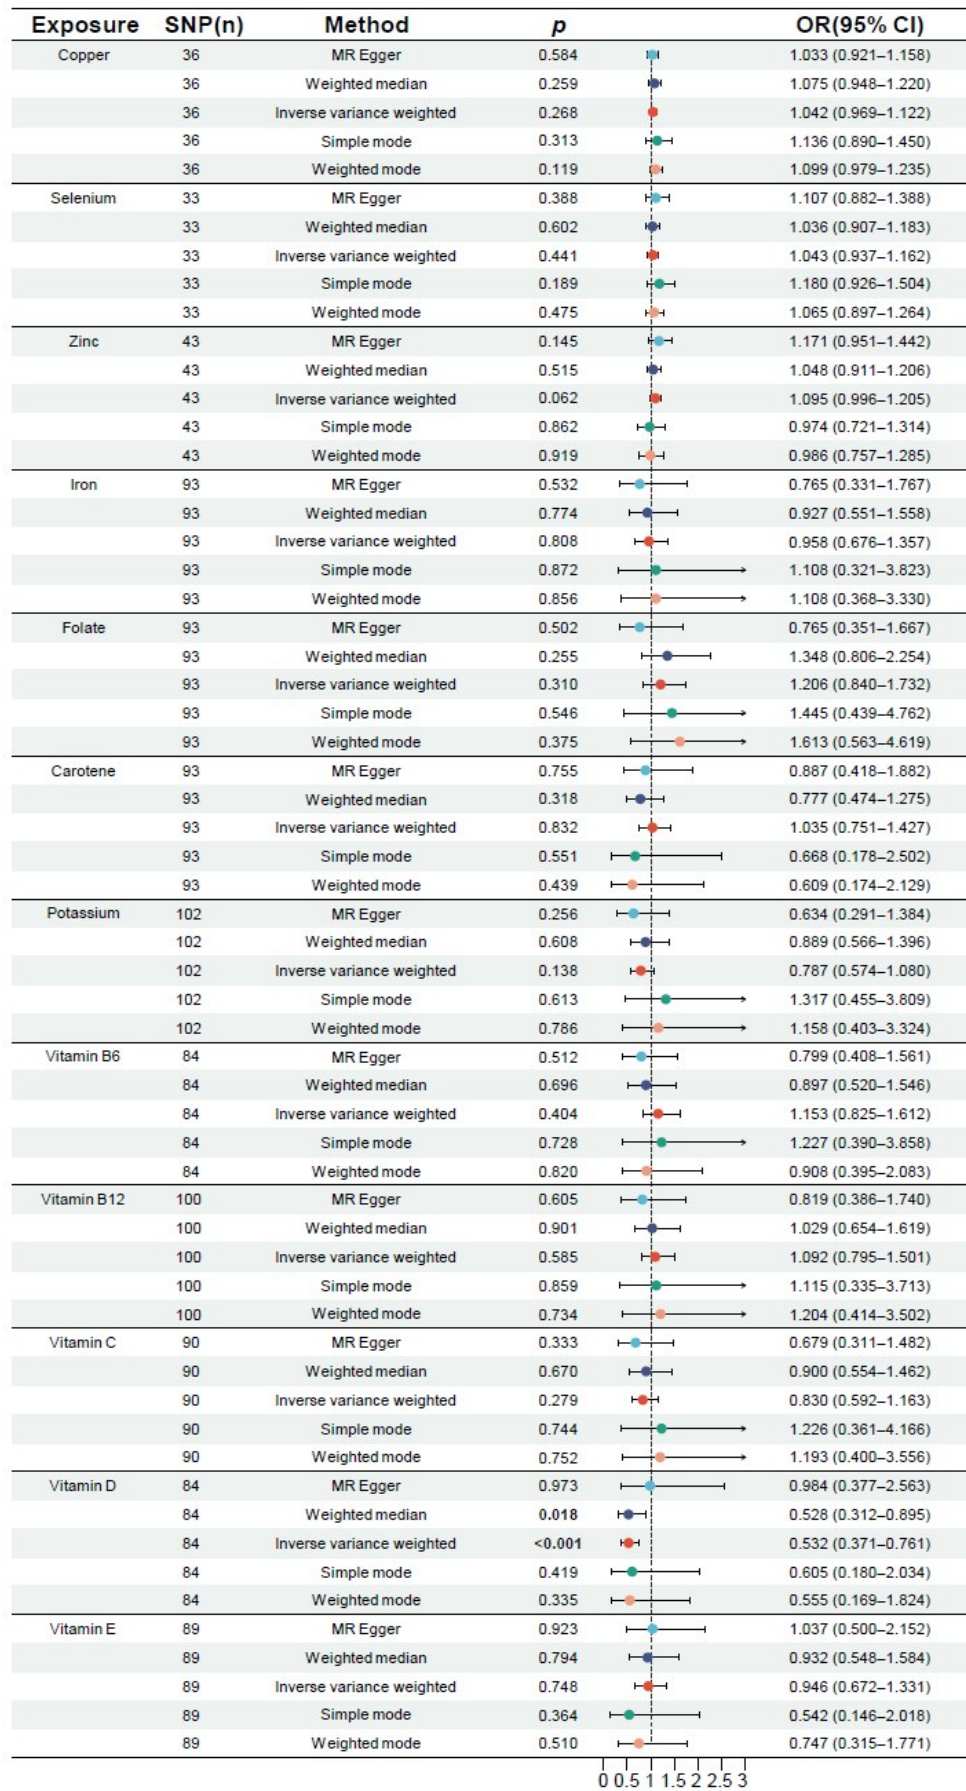 Exposure SNP(n) Method p OR(95% CI)
Copper 36 MR Egger 0.584 1.033 (0.921–1.158)
36 Weighted median 0.259 1.075 (0.948–1.220)
36 Inverse variance weighted 0.268 1.042 (0.969–1.122)
36 Simple mode 0.313 1.136 (0.890–1.450)
36 Weighted mode 0.119 1.099 (0.979–1.235)
Selenium 33 MR Egger 0.388 1.107 (0.882–1.388)
33 Weighted median 0.602 1.036 (0.907–1.183)
33 Inverse variance weighted 0.441 1.043 (0.937–1.162)
33 Simple mode 0.189 1.180 (0.926–1.504)
33 Weighted mode 0.475 1.065 (0.897–1.264)
Zinc 43 MR Egger 0.145 1.171 (0.951–1.442)
43 Weighted median 0.515 1.048 (0.911–1.206)
43 Inverse variance weighted 0.062 1.095 (0.996–1.205)
43 Simple mode 0.862 0.974 (0.721–1.314)
43 Weighted mode 0.919 0.986 (0.757–1.285)
Iron 93 MR Egger 0.532 0.765 (0.331–1.767)
93 Weighted median 0.774 0.927 (0.551–1.558)
93 Inverse variance weighted 0.808 0.958 (0.676–1.357)
93 Simple mode 0.872 1.108 (0.321–3.823)
93 Weighted mode 0.856 1.108 (0.368–3.330)
Folate 93 MR Egger 0.502 0.765 (0.351–1.667)
93 Weighted median 0.255 1.348 (0.806–2.254)
93 Inverse variance weighted 0.310 1.206 (0.840–1.732)
93 Simple mode 0.546 1.445 (0.439–4.762)
93 Weighted mode 0.375 1.613 (0.563–4.619)
Carotene 93 MR Egger 0.755 0.887 (0.418–1.882)
93 Weighted median 0.318 0.777 (0.474–1.275)
93 Inverse variance weighted 0.832 1.035 (0.751–1.427)
93 Simple mode 0.551 0.668 (0.178–2.502)
93 Weighted mode 0.439 0.609 (0.174–2.129)
Potassium 102 MR Egger 0.256 0.634 (0.291–1.384)
102 Weighted median 0.608 0.889 (0.566–1.396)
102 Inverse variance weighted 0.138 0.787 (0.574–1.080)
102 Simple mode 0.613 1.317 (0.455–3.809)
102 Weighted mode 0.786 1.158 (0.403–3.324)
Vitamin B6 84 MR Egger 0.512 0.799 (0.408–1.561)
84 Weighted median 0.696 0.897 (0.520–1.546)
84 Inverse variance weighted 0.404 1.153 (0.825–1.612)
84 Simple mode 0.728 1.227 (0.390–3.858)
84 Weighted mode 0.820 0.908 (0.395–2.083)
Vitamin B12 100 MR Egger 0.605 0.819 (0.386–1.740)
100 Weighted median 0.901 1.029 (0.654–1.619)
100 Inverse variance weighted 0.585 1.092 (0.795–1.501)
100 Simple mode 0.859 1.115 (0.335–3.713)
100 Weighted mode 0.734 1.204 (0.414–3.502)
Vitamin C 90 MR Egger 0.333 0.679 (0.311–1.482)
90 Weighted median 0.670 0.900 (0.554–1.462)
90 Inverse variance weighted 0.279 0.830 (0.592–1.163)
90 Simple mode 0.744 1.226 (0.361–4.166)
90 Weighted mode 0.752 1.193 (0.400–3.556)
Vitamin D 84 MR Egger 0.973 0.984 (0.377–2.563)
84 Weighted median 0.018 0.528 (0.312–0.895)
84 Inverse variance weighted <0.001 0.532 (0.371–0.761)
84 Simple mode 0.419 0.605 (0.180–2.034)
84 Weighted mode 0.335 0.555 (0.169–1.824)
Vitamin E 89 MR Egger 0.923 1.037 (0.500–2.152)
89 Weighted median 0.794 0.932 (0.548–1.584)
89 Inverse variance weighted 0.748 0.946 (0.672–1.331)
89 Simple mode 0.364 0.542 (0.146–2.018)
89 Weighted mode 0.510 0.747 (0.315–1.771)
0 0.5 1 1.5 2 2.5 3